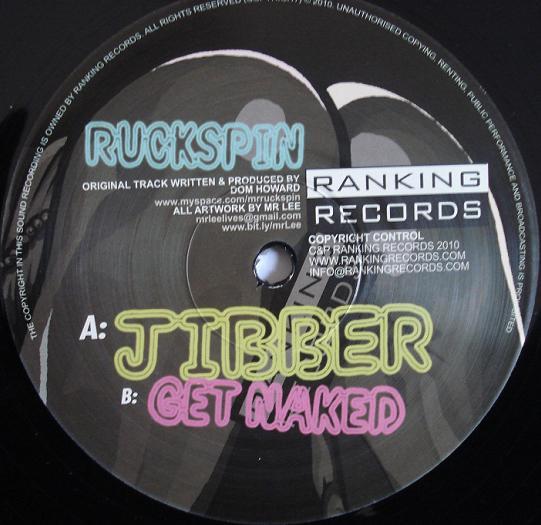 THE COPYRIGHT IN THIS SOUND RECORDING IS OWNED BY RANKING RECORDS. ALL RIGHTS RESERVED 2010. UNAUTHORISED COPYING, RENTING, PUBLIC PERFORMANCE AND BROADCASTING IS PROHIBITED
RUCKSPIN
ORIGINAL TRACK WRITTEN & PRODUCED BY
DOM HOWARD
www.myspace.com/mrruckspin
ALL ARTWORK BY MR LEE
mrleelives@gmail.com
www.bit.ly/mrLee
RANKING
RECORDS
COPYRICHT CONTROL
C&P RANKING RECORDS 2010
WWW.RANKINGRECORDS.COM
INFO@RANKINGRECORDS.COM
A: JIBBER
B: GET NAKED